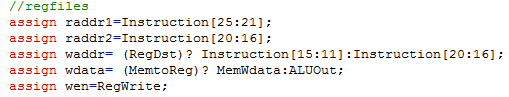 //regfiles
assign raddr1=Instruction[25:21];
assign raddr2=Instruction[20:16];
assign waddr= (RegDst)? Instruction[15:11]:Instruction[20:16];
assign wdata= (MemtoReg)? MemWdata:ALUOut;
assign wen=RegWrite;